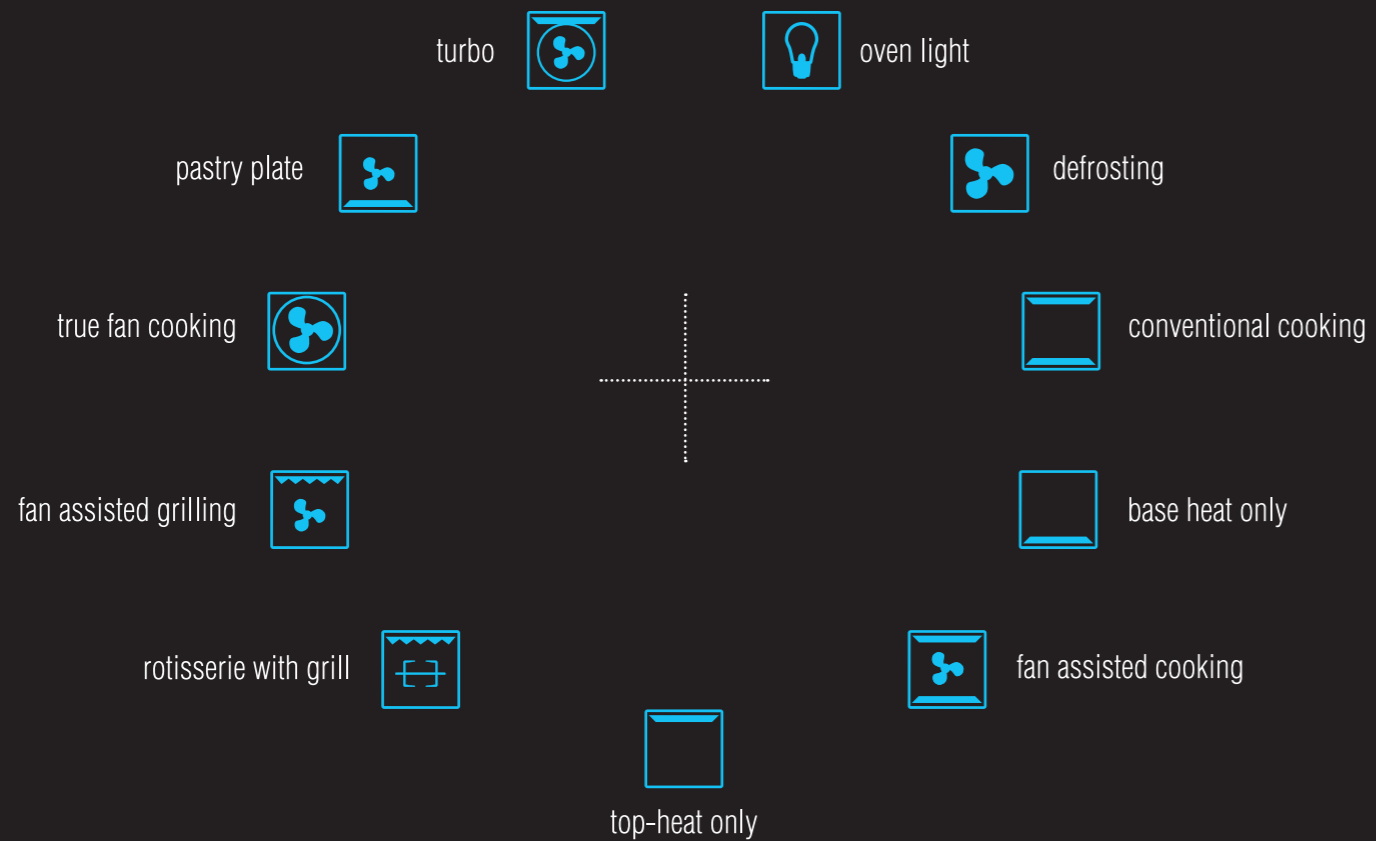 turbo
oven light
pastry plate
defrosting
true fan cooking
conventional cooking
fan assisted grilling
base heat only
rotisserie with grill
fan assisted cooking
top-heat only